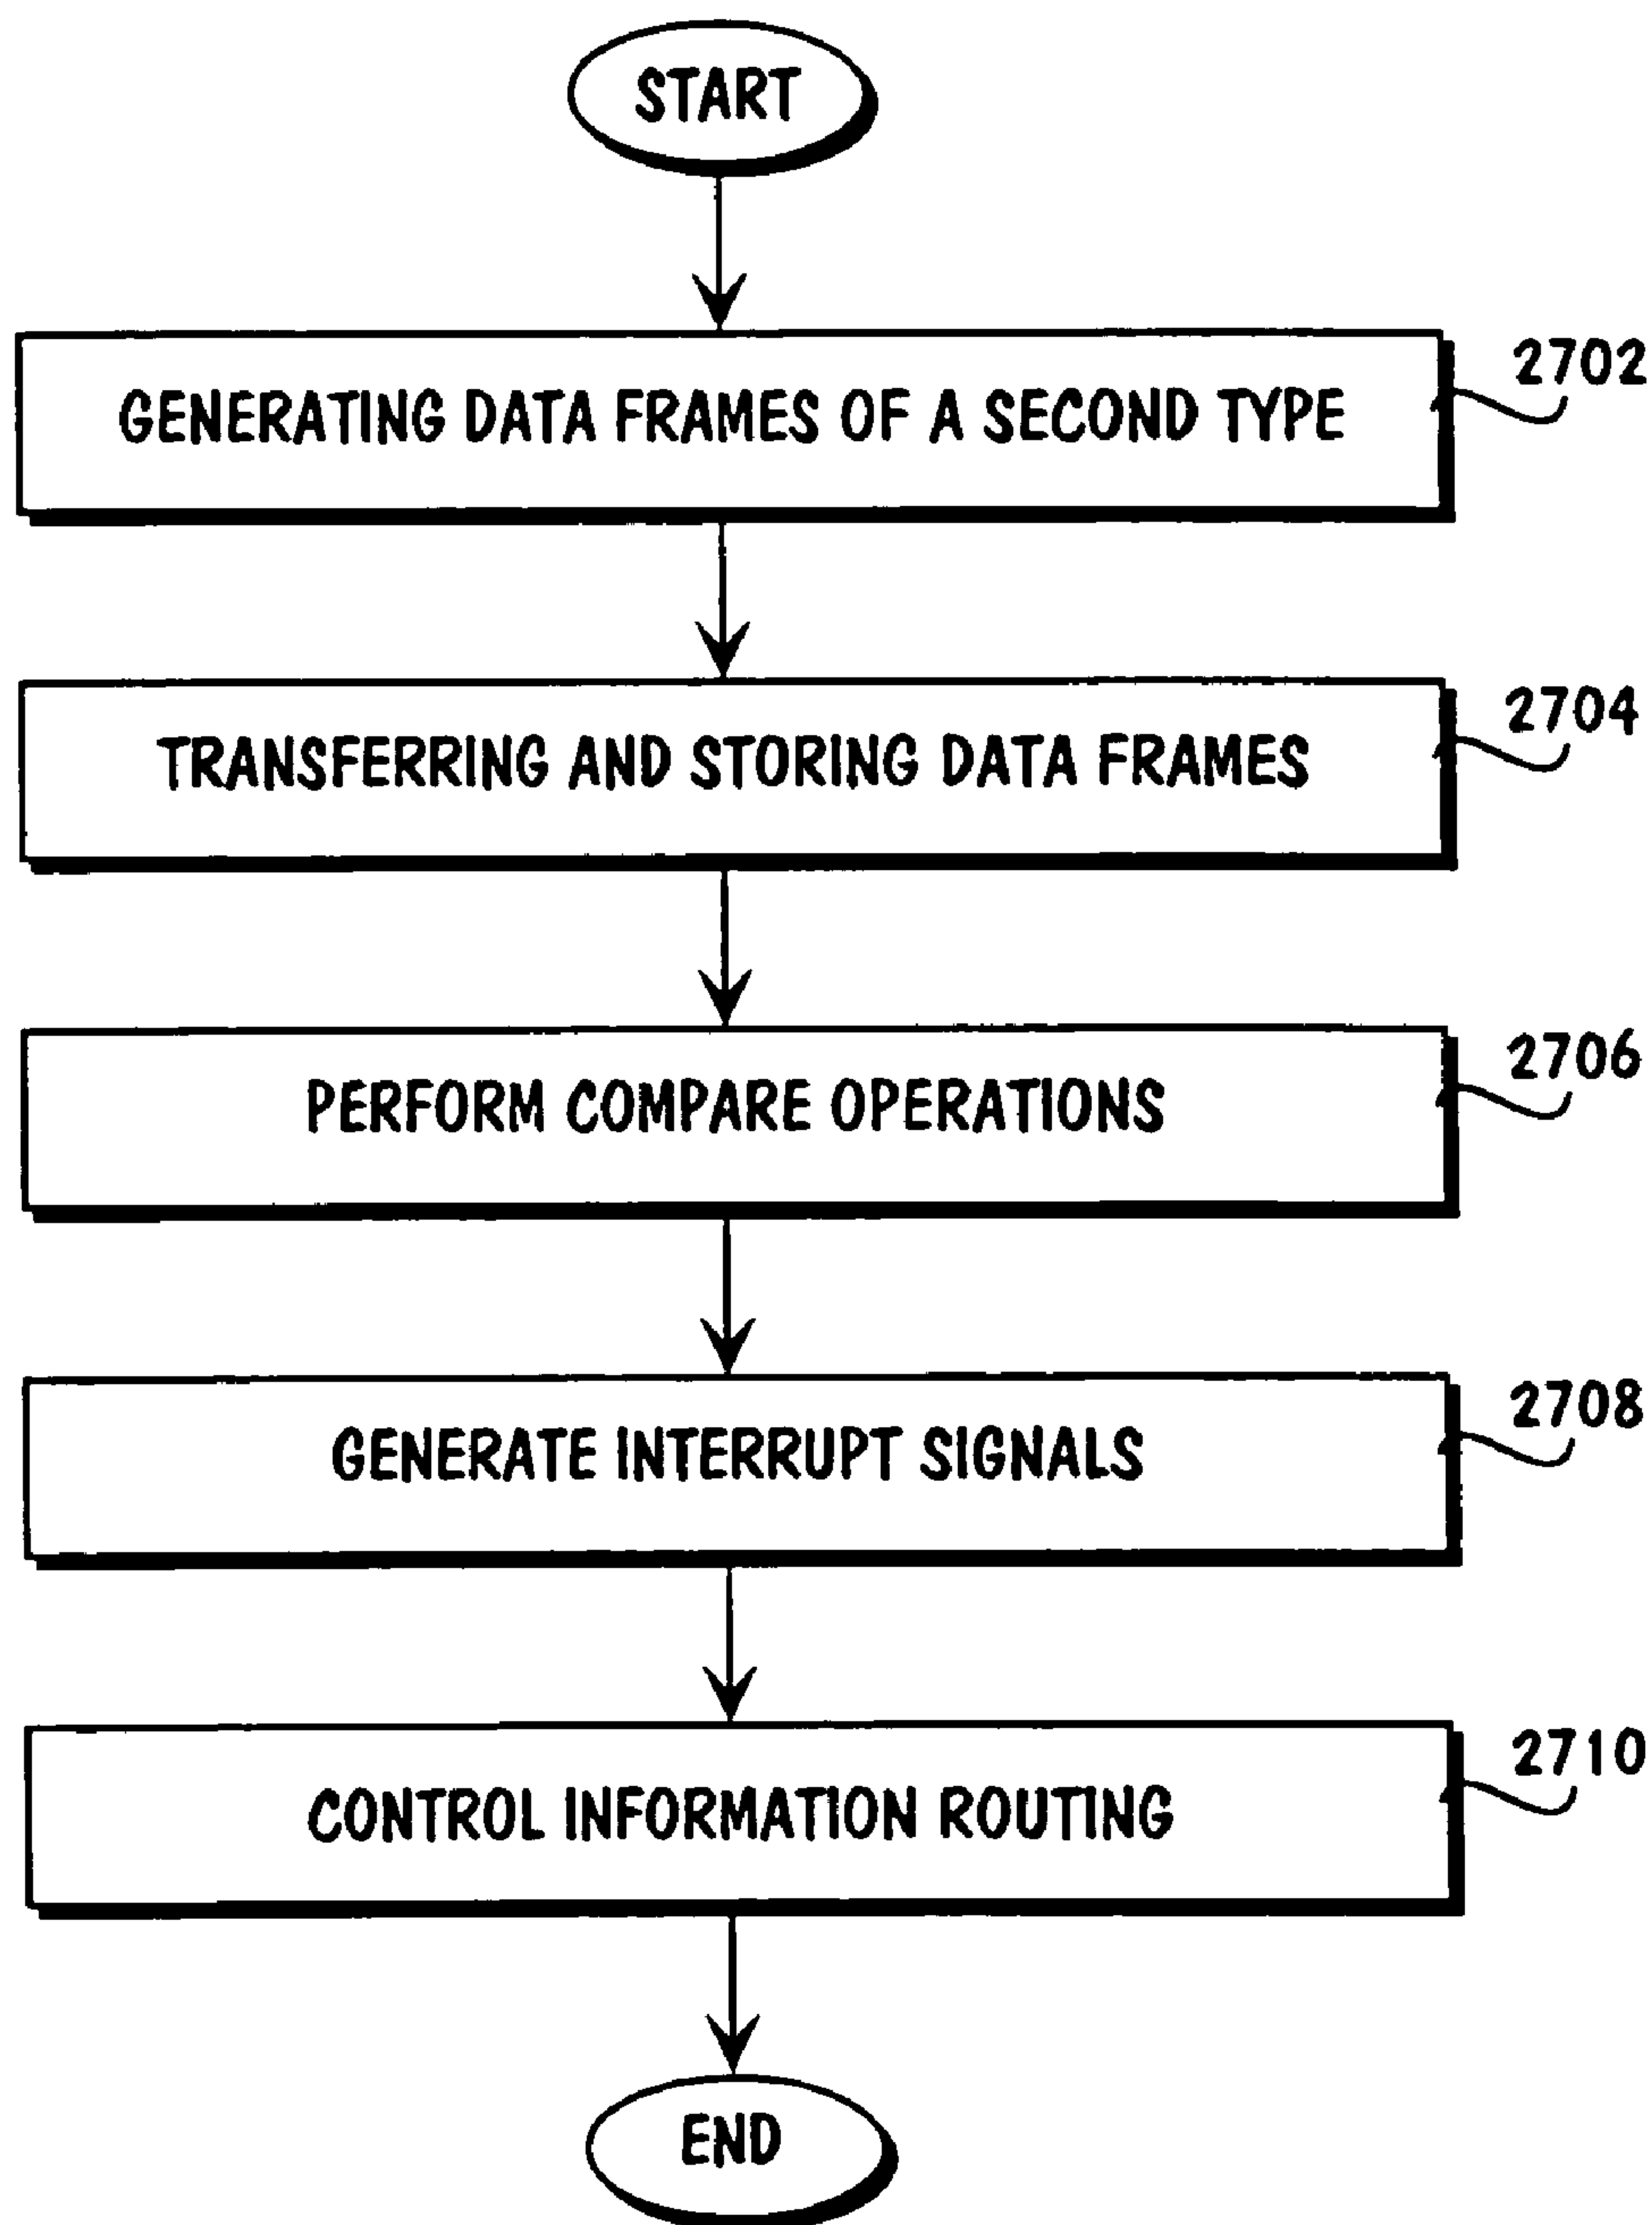 START
GENERATING DATA FRAMES OF A SECOND TYPE
2702
TRANSFERRING AND STORING DATA FRAMES
2704
PERFORM COMPARE OPERATIONS
2706
GENERATE INTERRUPT SIGNALS
2708
CONTROL INFORMATION ROUTING
2710
END